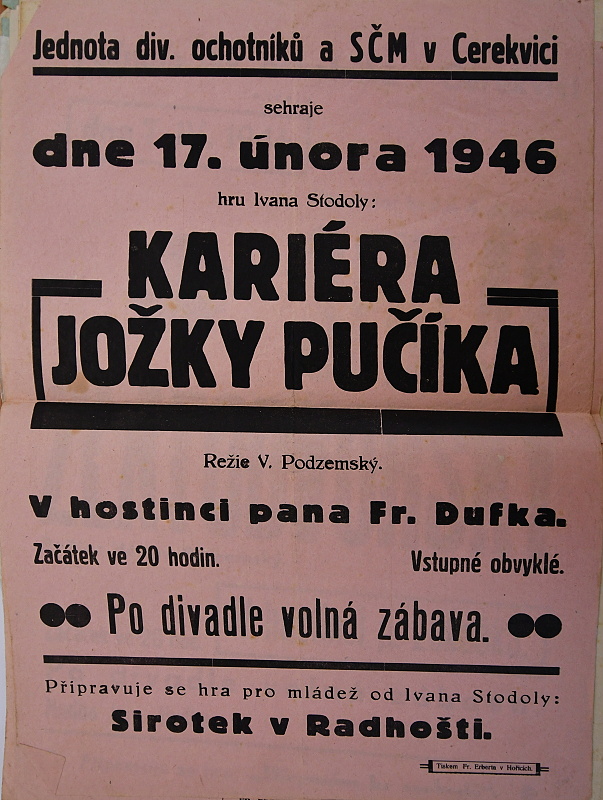 Jednota div. ochotníků a SČM v Cerekvici
sehraje
dne 17. února 1946
hru Ivana Stodoly:
KARIÉRA
JOŽKY PUČÍKA
Režie V. Podzemský.
V hostinci pana Fr. Dufka.
Začátek ve 20 hodin.
Vstupné obvyklé.
Po divadle volná zábava.
Připravuje se hra pro mládež od Ivana Stodoly:
Sirotek v Radhošti.
Tiskem Fr. Erberta v Hořicích.